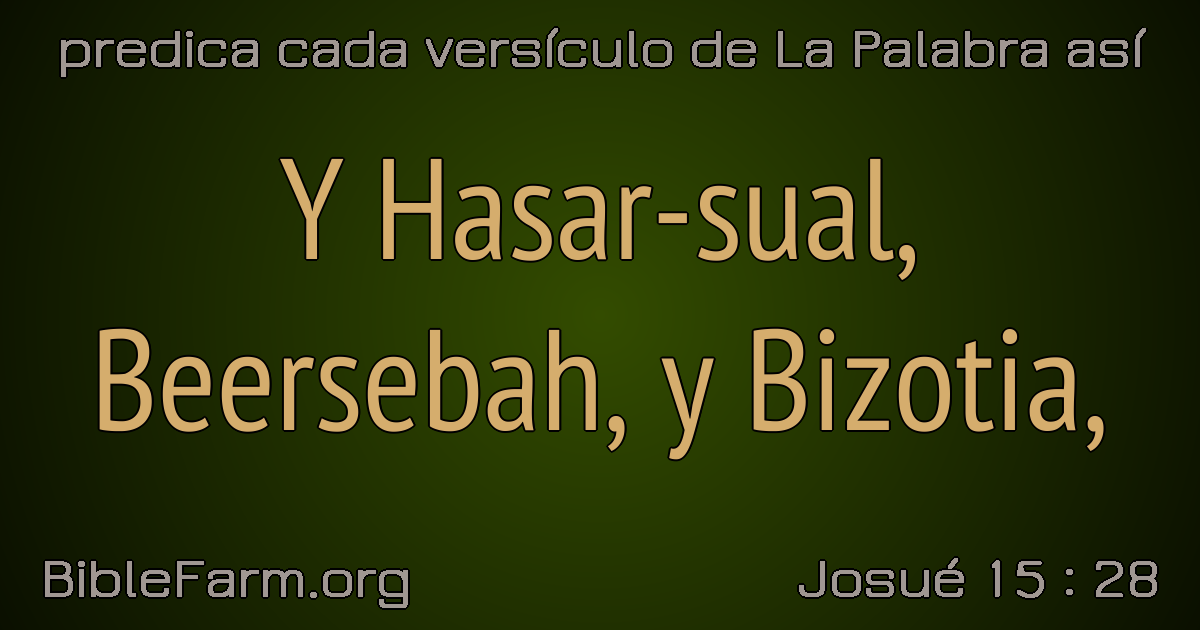 predica cada versículo de La Palabra así
Y Hasar-sual,
Beersebah, y Bizotia,
BibleFarm.org
Josué 15 : 28